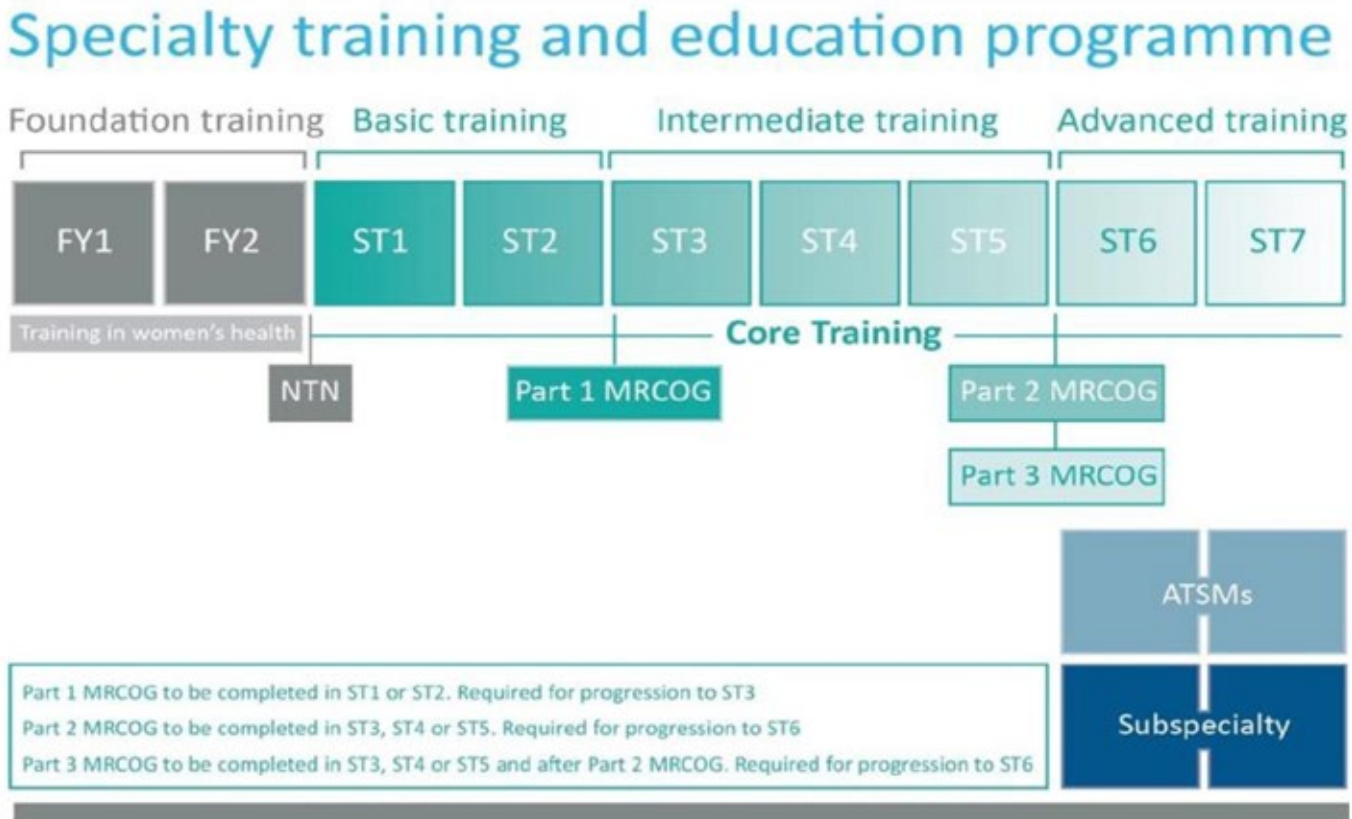 Specialty training and education programme
Foundation training Basic training Intermediate training Advanced training
FY1 FY2 ST1 ST2 ST3 ST4 ST5 ST6 ST7
Training in women's health Core Training
NTN Part 1 MRCOG Part 2 MRCOG
Part 3 MRCOG
ATSMs
Part 1 MRCOG to be completed in ST1 or ST2. Required for progression to ST3
Part 2 MRCOG to be completed in ST3, ST4 or ST5. Required for progression to ST6
Subspecialty
Part 3 MRCOG to be completed in ST3, ST4 or ST5 and after Part 2 MRCOG. Required for progression to ST6